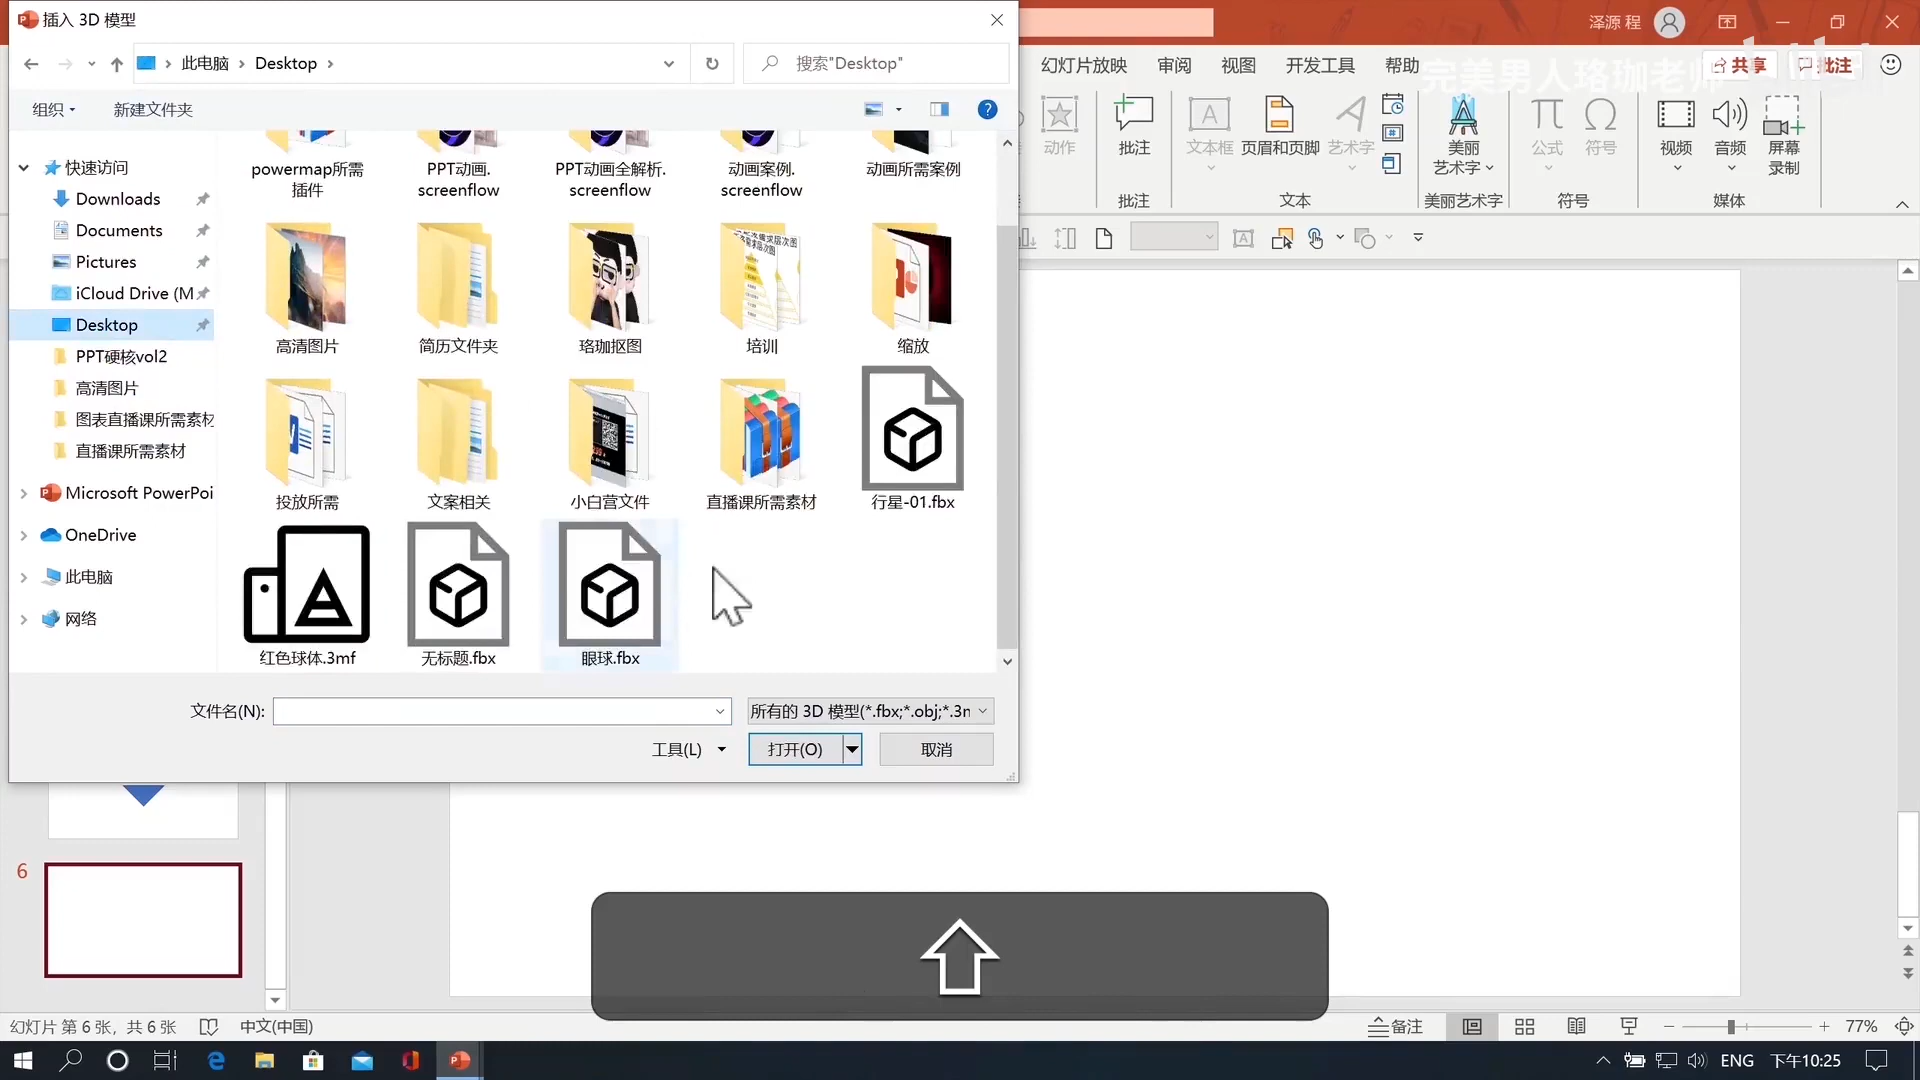 插入 3D 模型
泽源 程
此电脑
Desktop
搜索"Desktop"
幻灯片放映
审阅
视图
开发工具
帮助
共享
批注
完美男人珞珈老师
组织
新建文件夹
动作
批注
文本框
页眉和页脚
艺术字
美丽
艺术字
公式
符号
视频
音频
屏幕
录制
批注
文本
美丽艺术字
符号
媒体
快速访问
Downloads
Documents
Pictures
iCloud Drive (M
Desktop
PPT硬核vol2
高清图片
图表直播课所需素材
直播课所需素材
Microsoft PowerPoi
OneDrive
此电脑
网络
powermap所需
插件
PPT动画.
screenflow
PPT动画全解析.
screenflow
动画案例.
screenflow
动画所需案例
高清图片
简历文件夹
珞珈抠图
培训
缩放
投放所需
文案相关
小白营文件
直播课所需素材
行星-01.fbx
红色球体.3mf
无标题.fbx
眼球.fbx
文件名(N):
所有的 3D 模型(*.fbx;*.obj;*.3n
工具(L)
打开(O)
取消
6
幻灯片 第 6 张，共 6 张
中文(中国)
备注
77%
ENG
下午10:25